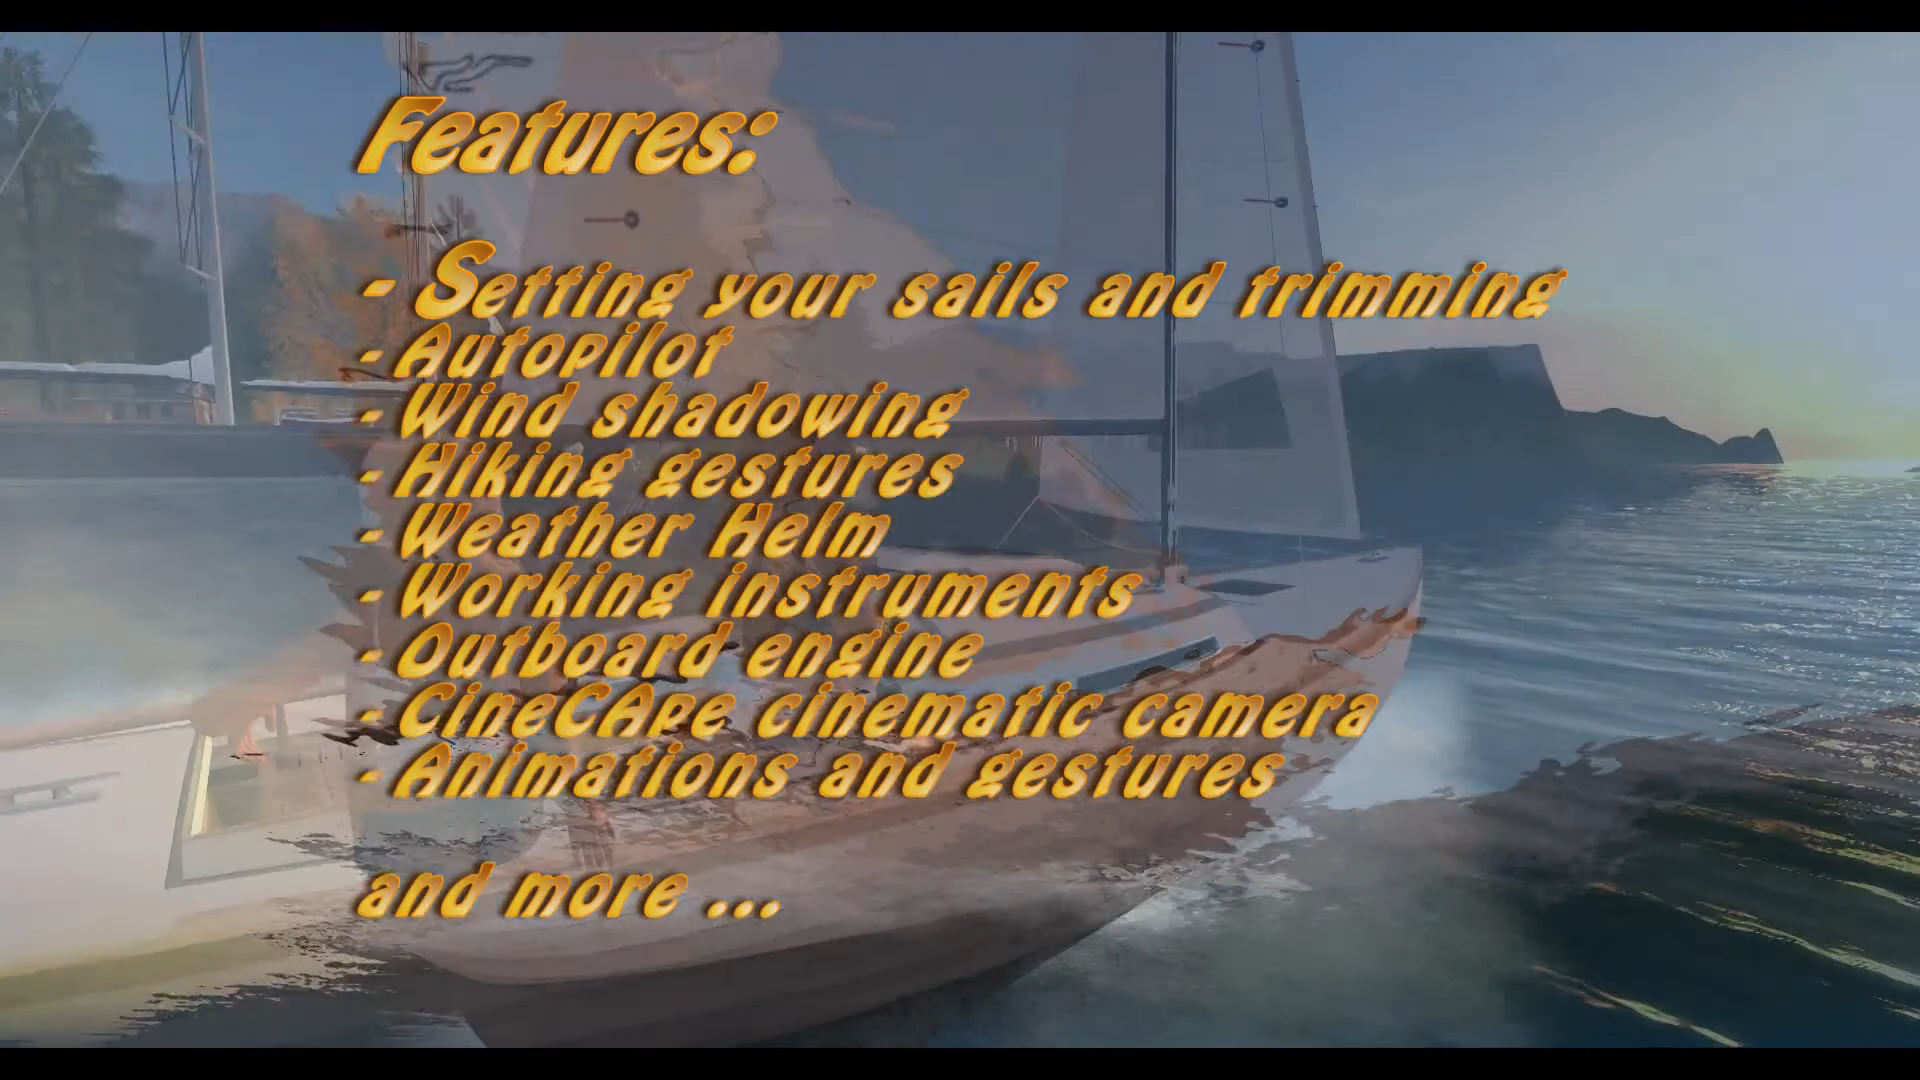 Features:
- Setting your sails and trimming
- Autopilot
- Wind shadowing
- Hiking gestures
- Weather Helm
- Working instruments
- Outboard engine
- CineCApe cinematic camera
- Animations and gestures
and more ...